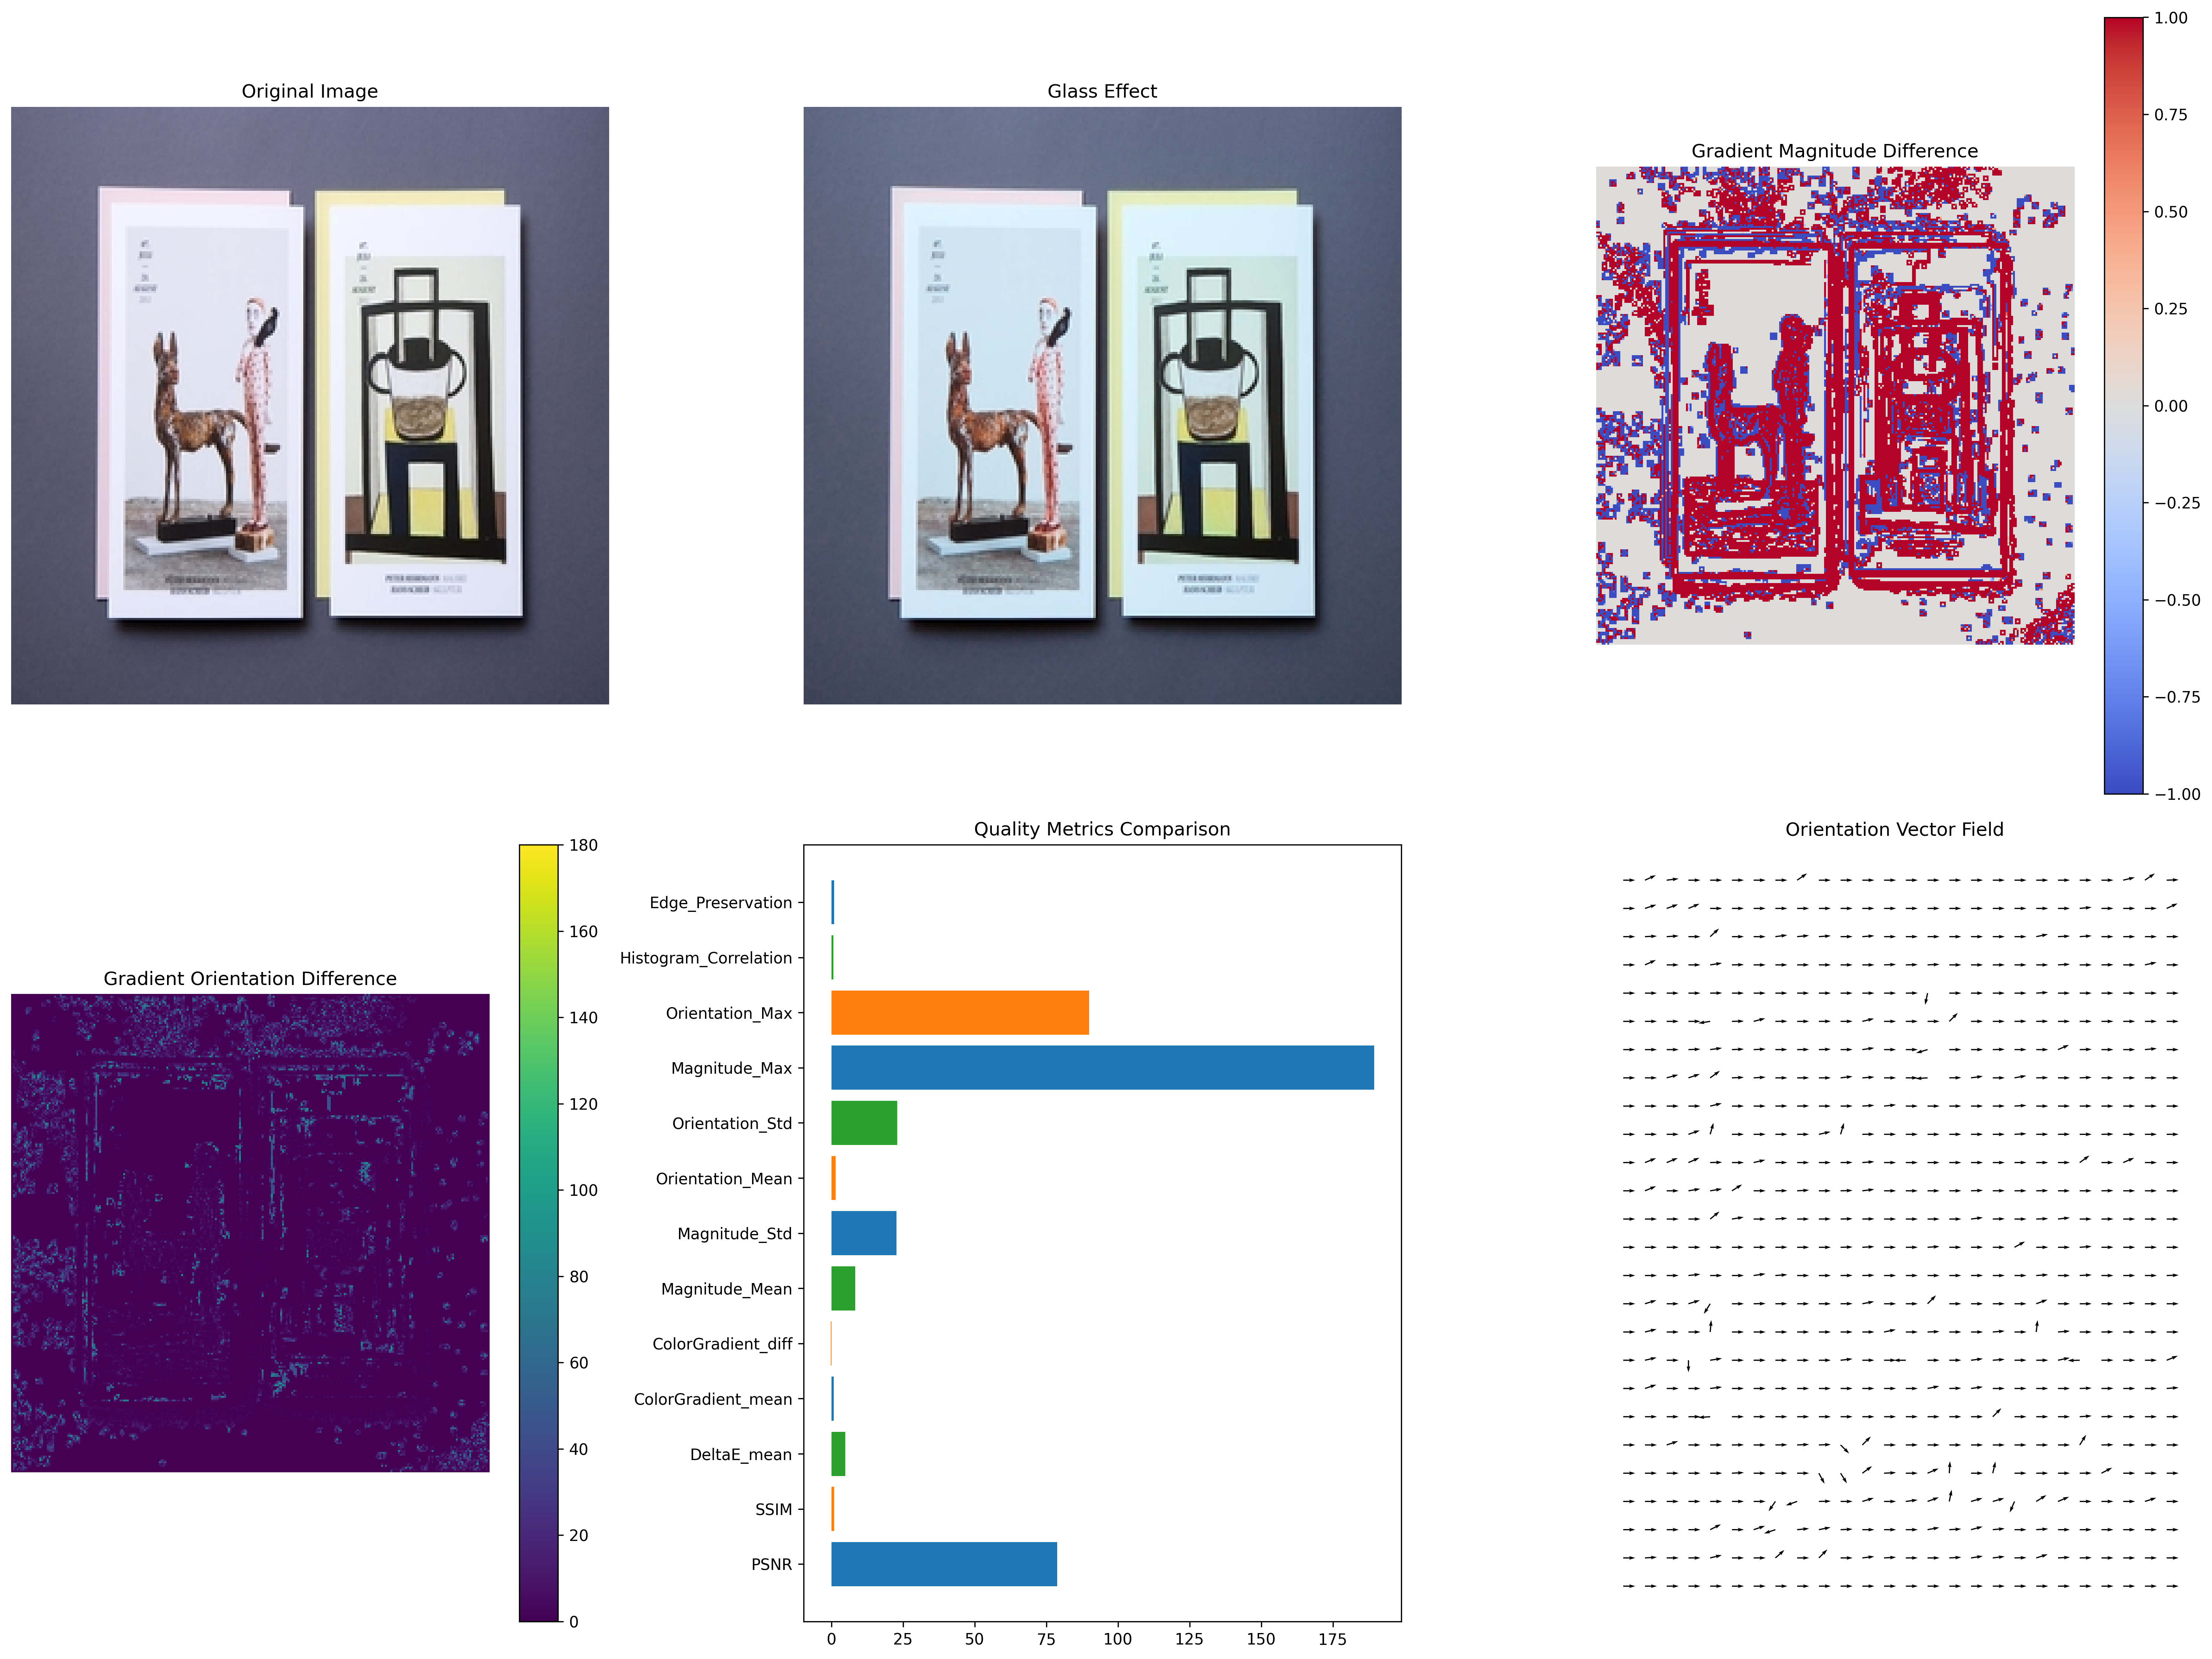 Original Image
Glass Effect
Gradient Magnitude Difference
1.00
0.75
0.50
0.25
0.00
−0.25
−0.50
−0.75
−1.00
Gradient Orientation Difference
180
160
140
120
100
80
60
40
20
0
Quality Metrics Comparison
Edge_Preservation
Histogram_Correlation
Orientation_Max
Magnitude_Max
Orientation_Std
Orientation_Mean
Magnitude_Std
Magnitude_Mean
ColorGradient_diff
ColorGradient_mean
DeltaE_mean
SSIM
PSNR
0 25 50 75 100 125 150 175
Orientation Vector Field